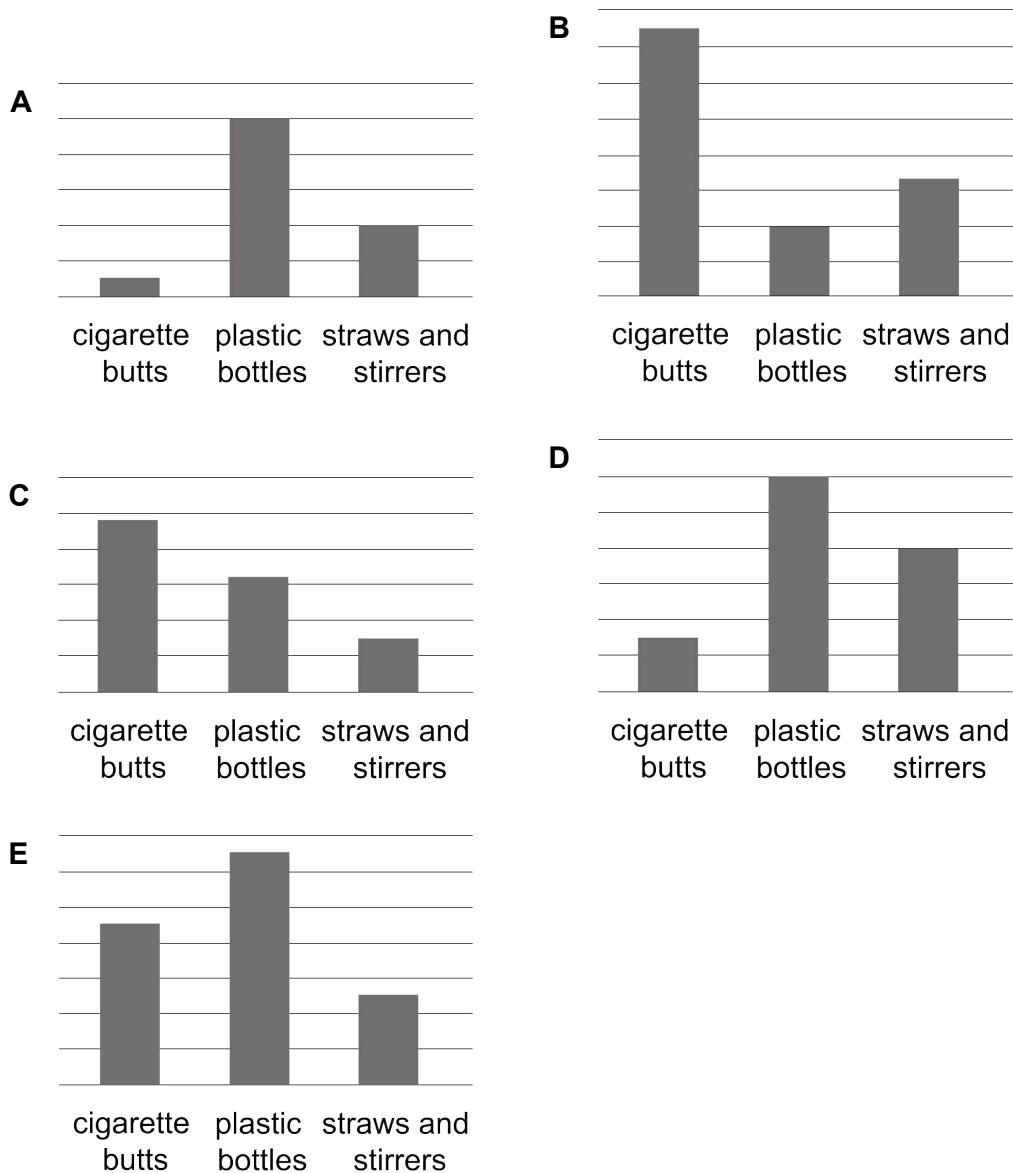 A
cigarette plastic straws and
butts bottles stirrers
B
cigarette plastic straws and
butts bottles stirrers
C
cigarette plastic straws and
butts bottles stirrers
D
cigarette plastic straws and
butts bottles stirrers
E
cigarette plastic straws and
butts bottles stirrers